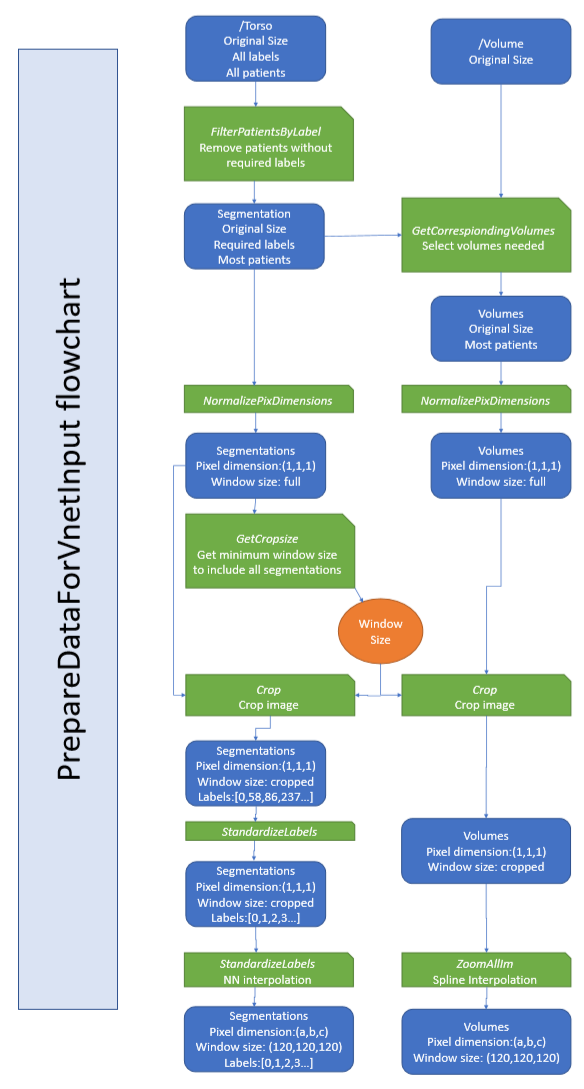 PrepareDataForVnetInput flowchart
/Torso
Original Size
All labels
All patients
/Volume
Original Size
FilterPatientsByLabel
Remove patients without
required labels
Segmentation
Original Size
Required labels
Most patients
GetCorrespiondingVolumes
Select volumes needed
Volumes
Original Size
Most patients
NormalizePixDimensions
NormalizePixDimensions
Segmentations
Pixel dimension:(1,1,1)
Window size: full
Volumes
Pixel dimension:(1,1,1)
Window size: full
GetCropsize
Get minimum window size
to include all segmentations
Window
Size
Crop
Crop image
Crop
Crop image
Segmentations
Pixel dimension:(1,1,1)
Window size: cropped
Labels:[0,58,86,237...]
StandardizeLabels
Volumes
Pixel dimension:(1,1,1)
Window size: cropped
Segmentations
Pixel dimension:(1,1,1)
Window size: cropped
Labels:[0,1,2,3...]
StandardizeLabels
NN interpolation
ZoomAllIm
Spline Interpolation
Segmentations
Pixel dimension:(a,b,c)
Window size: (120,120,120)
Labels:[0,1,2,3...]
Volumes
Pixel dimension:(a,b,c)
Window size: (120,120,120)